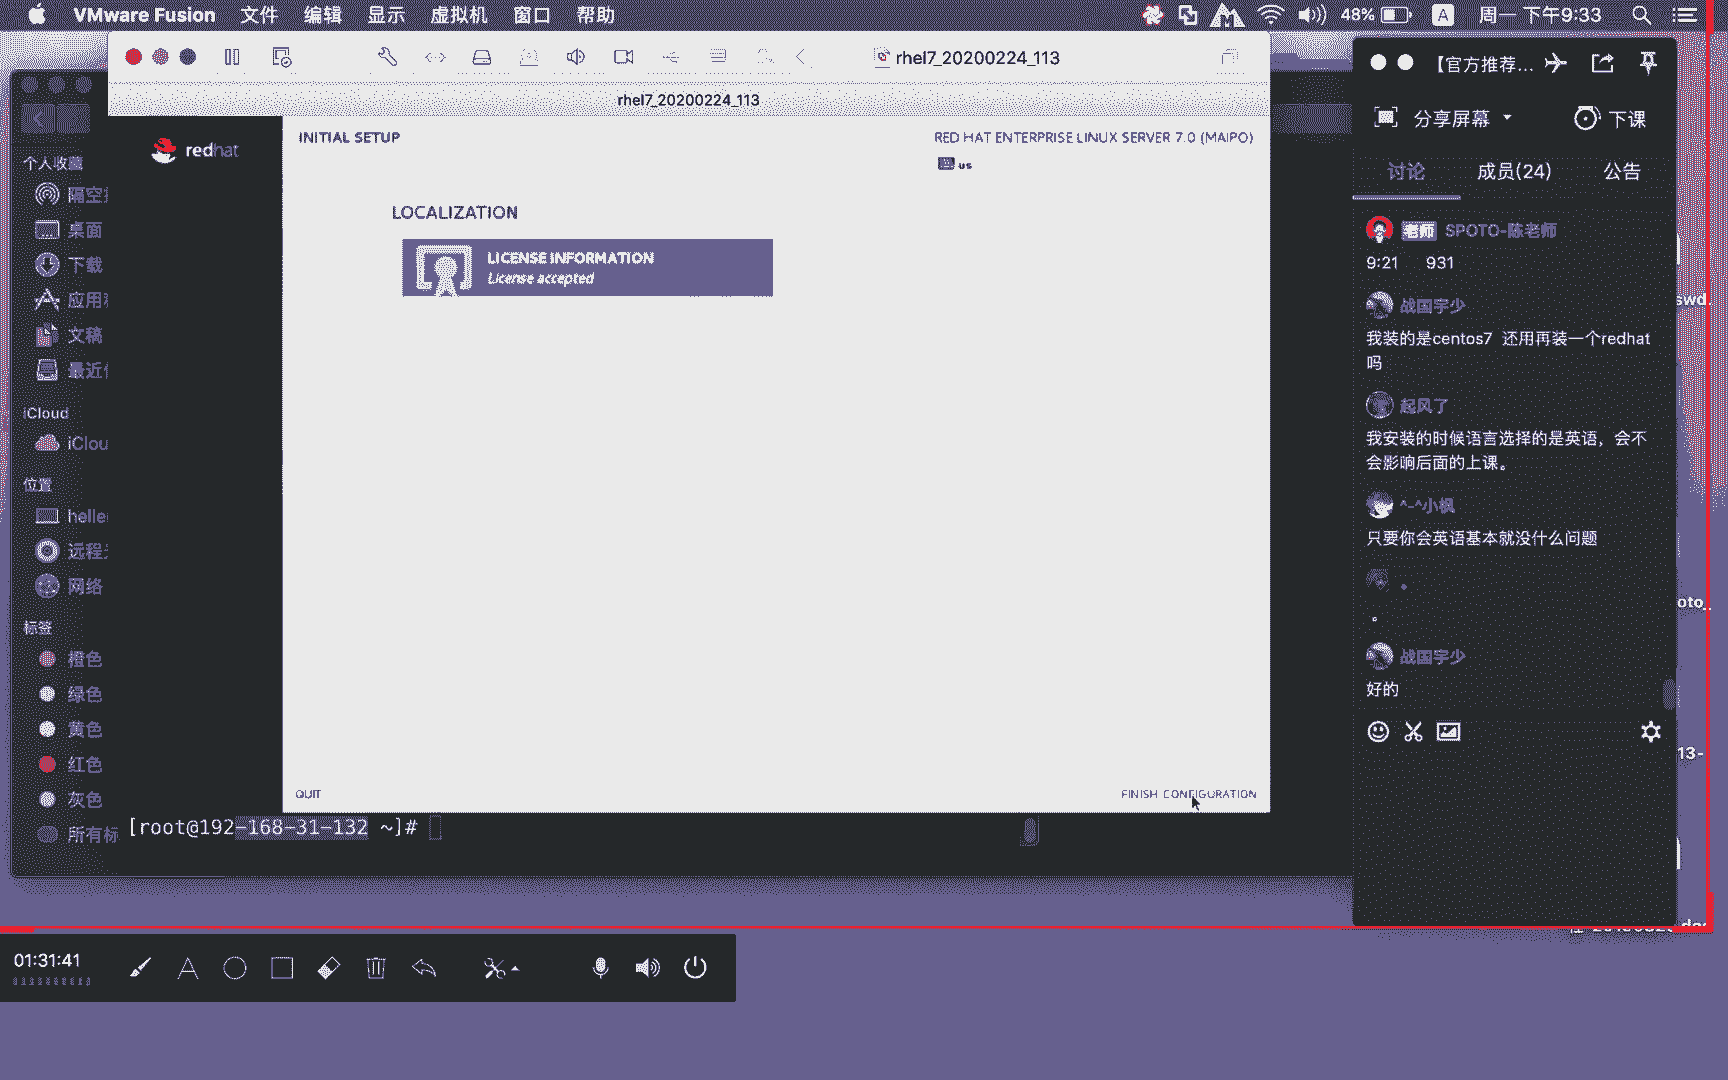 VMware Fusion 文件 编辑 显示 虚拟机 窗口 帮助 48% A 周一 下午9:33
rhel7_20200224_113
rhel7_20200224_113
个人收藏
隔空
桌面
下载
应用
文稿
最近
iCloud
iClou
位置
helle
远程
网络
标签
橙色
绿色
黄色
红色
灰色
所有标
redhat
INITIAL SETUP
RED HAT ENTERPRISE LINUX SERVER 7.0 (MAIPO)
us
LOCALIZATION
LICENSE INFORMATION
License accepted
QUIT
FINISH CONFIGURATION
[root@192-168-31-132 ~]#
【官方推荐...
分享屏幕 下课
讨论 成员(24) 公告
老师 SPOTO-陈老师
9:21 931
战国宇少
我装的是centos7 还用再装一个redhat
吗
起风了
我安装的时候语言选择的是英语，会不
会影响后面的上课。
^-^小枫
只要你会英语基本就没什么问题
。
。
战国宇少
好的
swd
oto_
13-
01:31:41